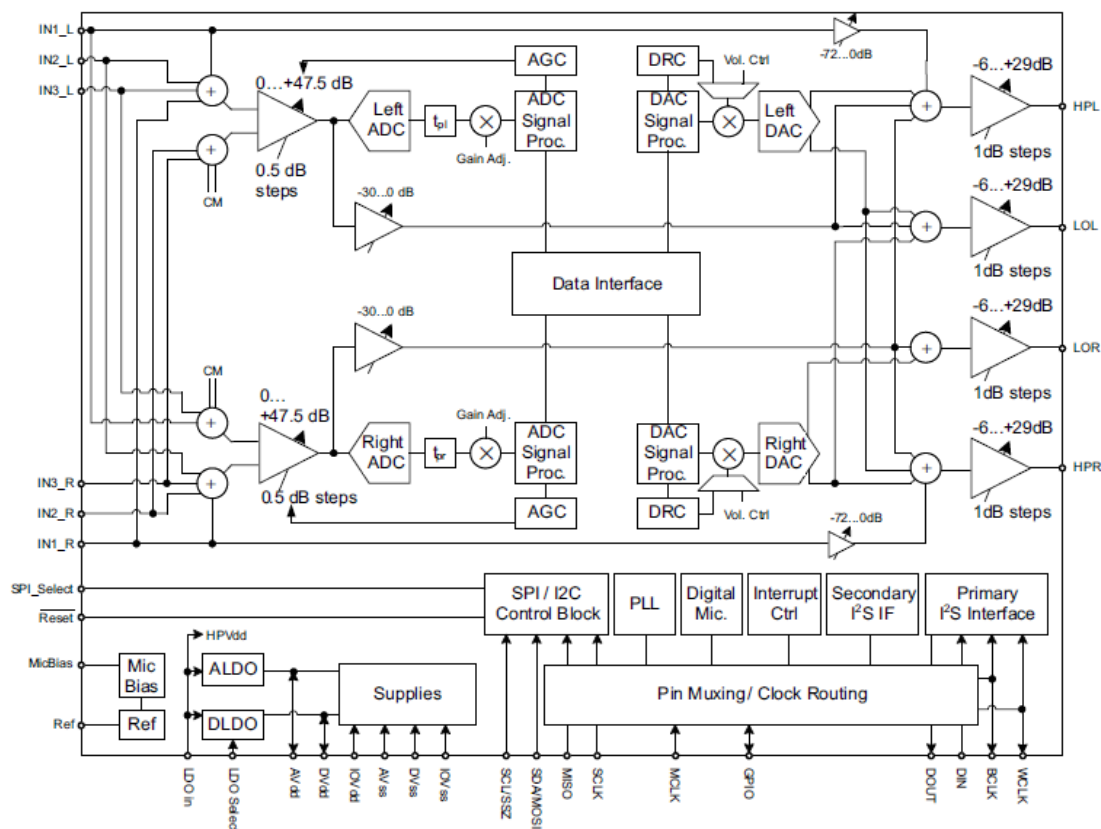 IN1_L
IN2_L
IN3_L
-72...0dB
0...+47.5 dB
0.5 dB
steps
CM
AGC
Left
ADC
tpl
Gain Adj.
ADC
Signal
Proc.
DRC
Vol. Ctrl
DAC
Signal
Proc.
Left
DAC
-6...+29dB
1dB steps
HPL
-30...0 dB
-6...+29dB
1dB steps
LOL
Data Interface
-30...0 dB
-6...+29dB
1dB steps
LOR
CM
0...
+47.5 dB
0.5 dB steps
Right
ADC
tpr
Gain Adj.
ADC
Signal
Proc.
AGC
DAC
Signal
Proc.
DRC
Vol. Ctrl
Right
DAC
-6...+29dB
1dB steps
HPR
IN3_R
IN2_R
IN1_R
-72...0dB
SPI_Select
Reset
SPI / I2C
Control Block
PLL
Digital
Mic.
Interrupt
Ctrl
Secondary
I²S IF
Primary
I²S Interface
HPVdd
MicBias
Mic
Bias
Ref
Ref
ALDO
DLDO
Supplies
Pin Muxing/ Clock Routing
LDO in
LDO Select
AVdd
DVdd
IOVdd
AVss
DVss
IOVss
SCL/SSZ
SDA/MOSI
MISO
SCLK
MCLK
GPIO
DOUT
DIN
BCLK
WCLK